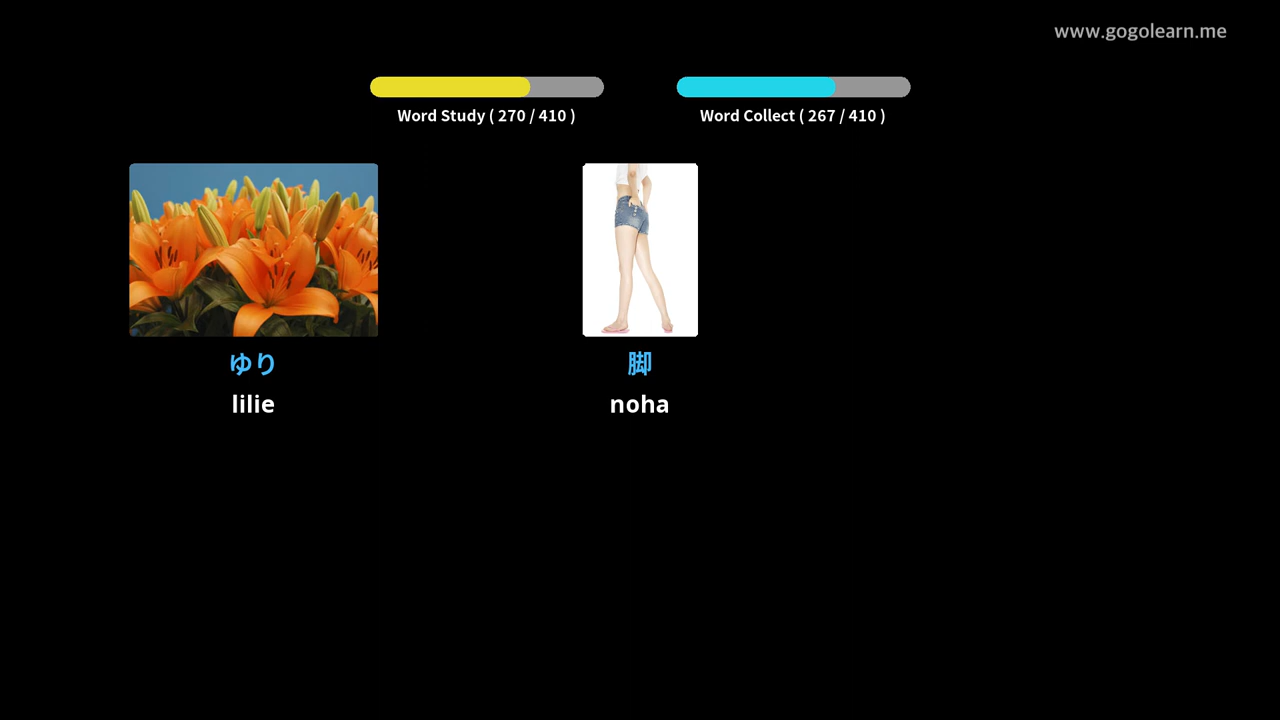 www.gogolearn.me
Word Study ( 270 / 410 )
Word Collect ( 267 / 410 )
ゆり
脚
lilie
noha